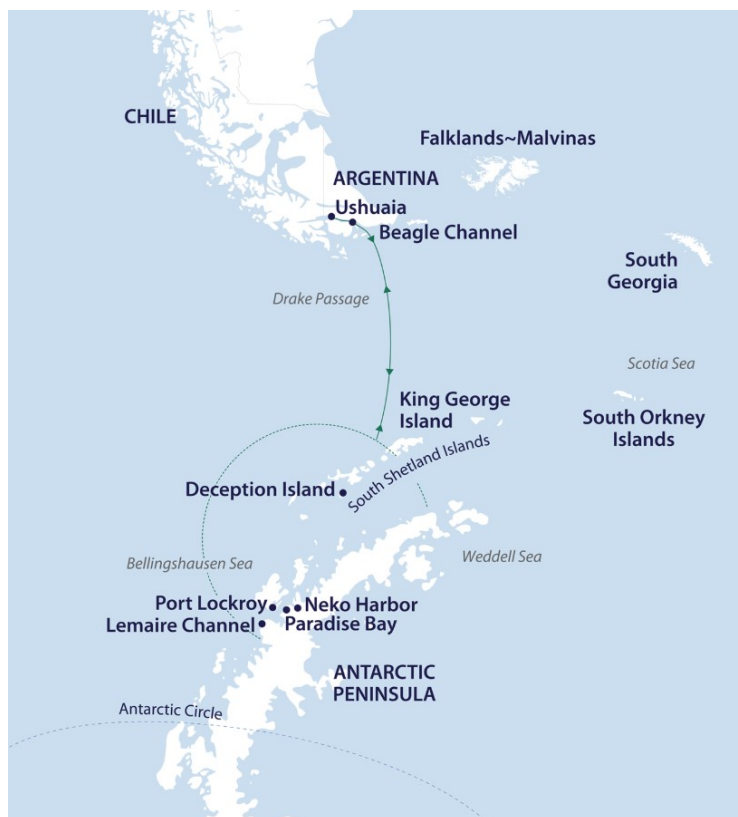 CHILE
Falklands~Malvinas
ARGENTINA
Ushuaia
Beagle Channel
South
Georgia
Drake Passage
Scotia Sea
King George
Island
South Orkney
Islands
South Shetland Islands
Deception Island
Weddell Sea
Bellingshausen Sea
Port Lockroy
Neko Harbor
Lemaire Channel
Paradise Bay
ANTARCTIC
PENINSULA
Antarctic Circle